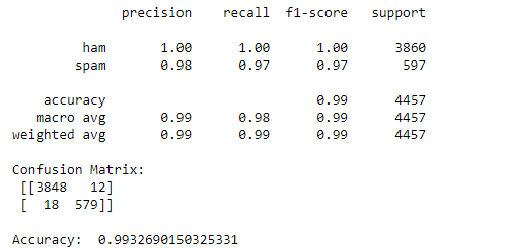 precision recall f1-score support
ham 1.00 1.00 1.00 3860
spam 0.98 0.97 0.97 597
accuracy 0.99 4457
macro avg 0.99 0.98 0.99 4457
weighted avg 0.99 0.99 0.99 4457
Confusion Matrix:
[[3848 12]
[ 18 579]]
Accuracy: 0.9932690150325331